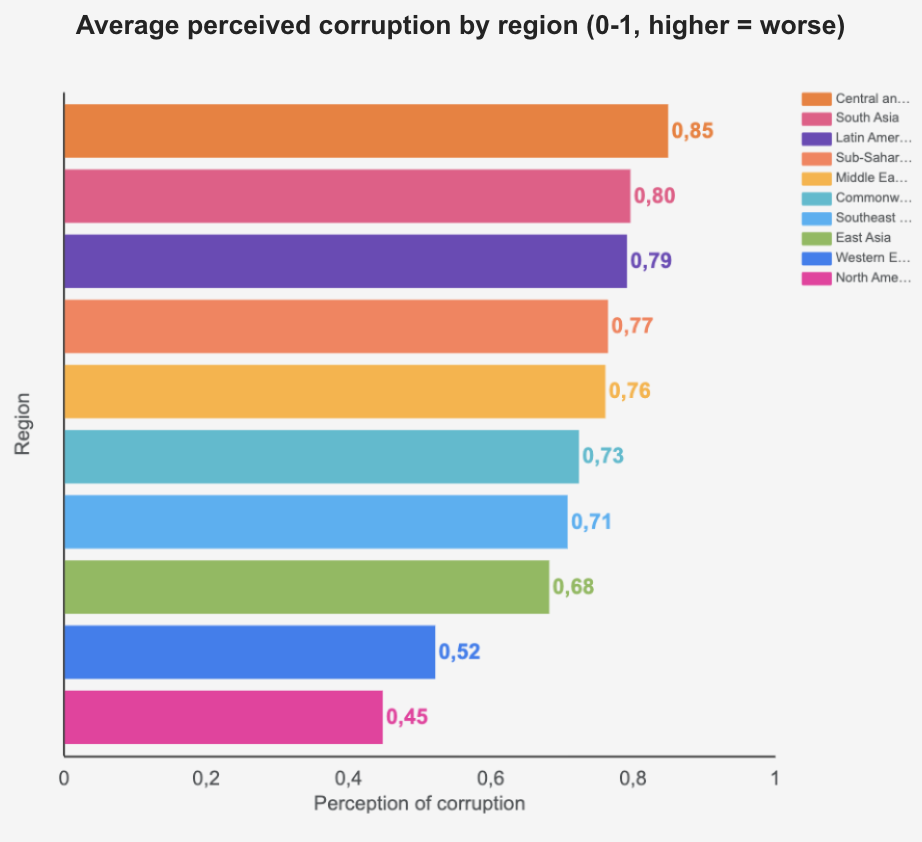 Average perceived corruption by region (0-1, higher = worse)
Central an…
South Asia
Latin Amer…
Sub-Sahar…
Middle Ea…
Commonw…
Southeast …
East Asia
Western E…
North Ame…
0,85
0,80
0,79
0,77
0,76
0,73
0,71
0,68
0,52
0,45
Region
0 0,2 0,4 0,6 0,8 1
Perception of corruption